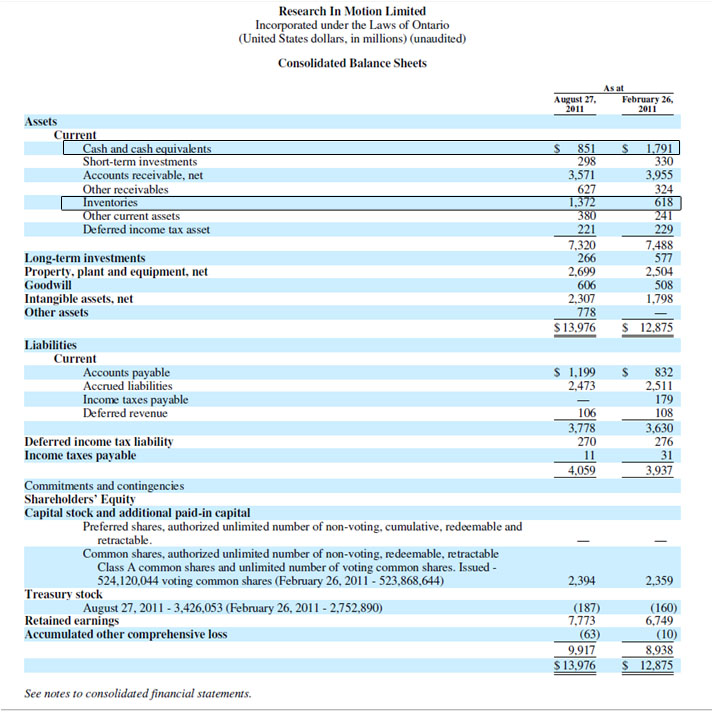 Research In Motion Limited
Incorporated under the Laws of Ontario
(United States dollars, in millions) (unaudited)
Consolidated Balance Sheets
As at
August 27, February 26,
2011 2011
Assets
Current
Cash and cash equivalents $ 851 $ 1,791
Short-term investments 298 330
Accounts receivable, net 3,571 3,955
Other receivables 627 324
Inventories 1,372 618
Other current assets 380 241
Deferred income tax asset 221 229
7,320 7,488
Long-term investments 266 577
Property, plant and equipment, net 2,699 2,504
Goodwill 606 508
Intangible assets, net 2,307 1,798
Other assets 778 —
$ 13,976 $ 12,875
Liabilities
Current
Accounts payable $ 1,199 $ 832
Accrued liabilities 2,473 2,511
Income taxes payable — 179
Deferred revenue 106 108
3,778 3,630
Deferred income tax liability 270 276
Income taxes payable 11 31
4,059 3,937
Commitments and contingencies
Shareholders' Equity
Capital stock and additional paid-in capital
Preferred shares, authorized unlimited number of non-voting, cumulative, redeemable and
retractable. — —
Common shares, authorized unlimited number of non-voting, redeemable, retractable
Class A common shares and unlimited number of voting common shares. Issued -
524,120,044 voting common shares (February 26, 2011 - 523,868,644) 2,394 2,359
Treasury stock
August 27, 2011 - 3,426,053 (February 26, 2011 - 2,752,890) (187) (160)
Retained earnings 7,773 6,749
Accumulated other comprehensive loss (63) (10)
9,917 8,938
$ 13,976 $ 12,875
See notes to consolidated financial statements.